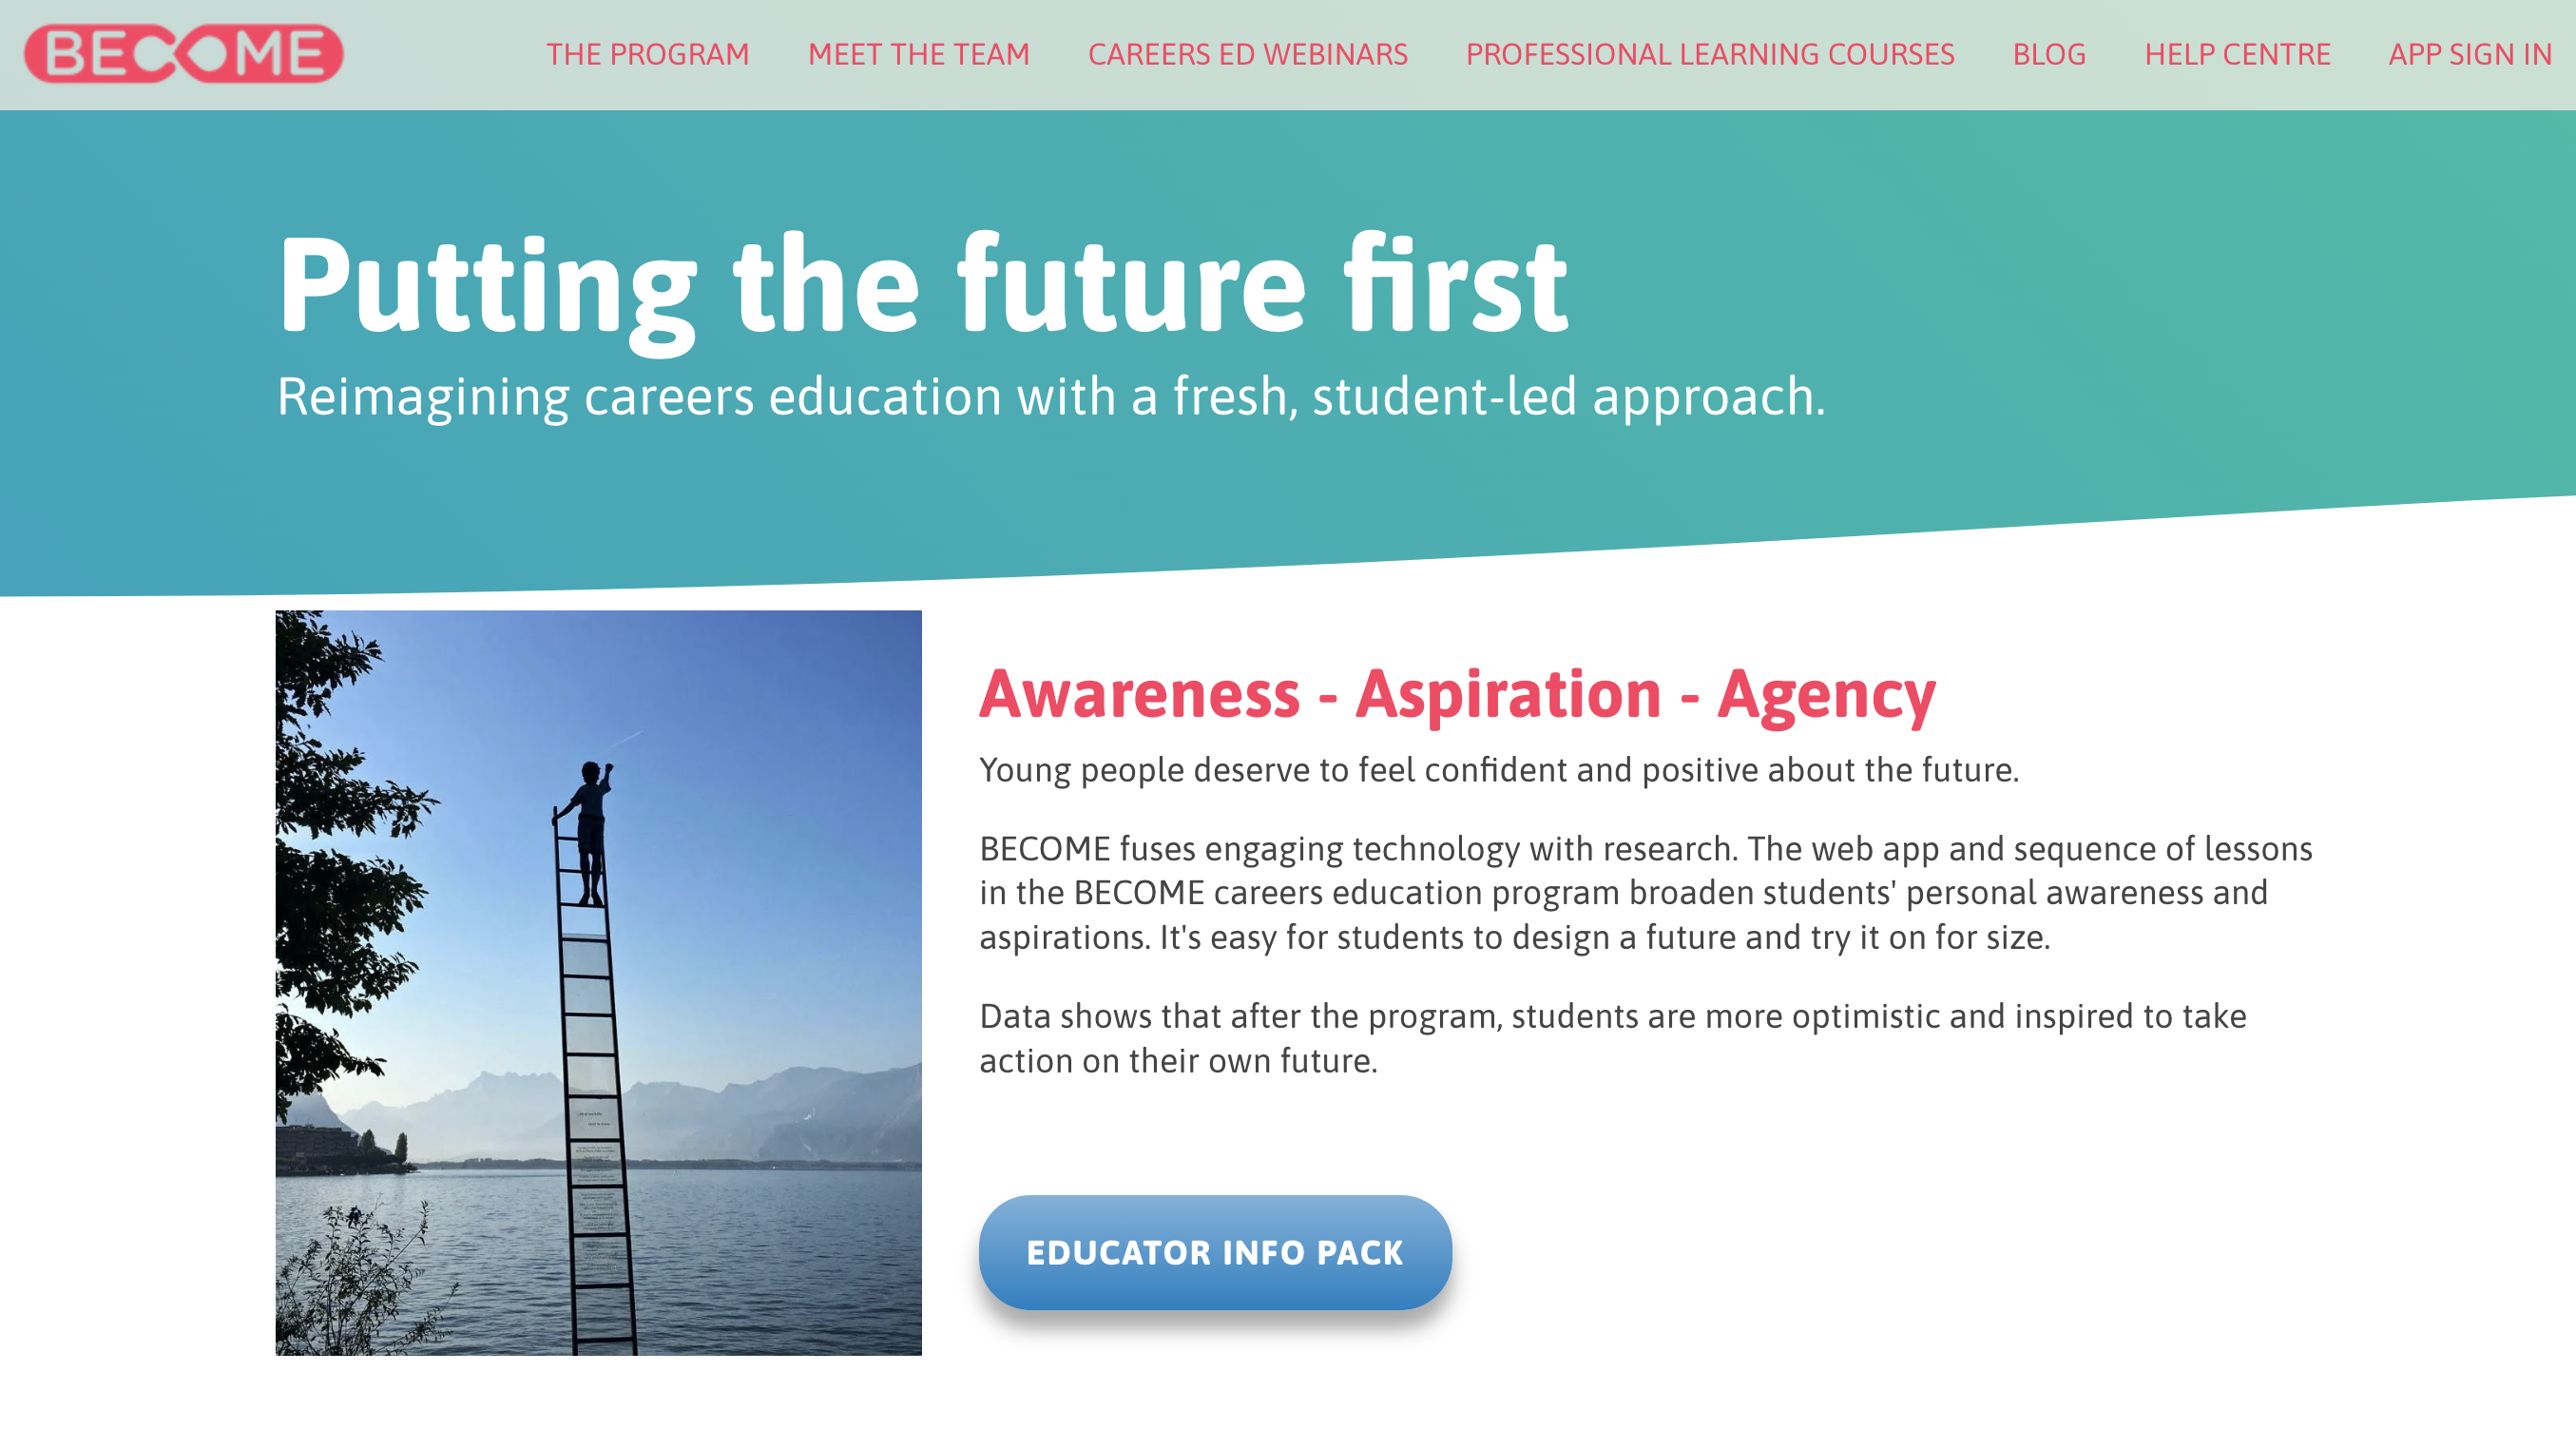 BECOME
THE PROGRAM
MEET THE TEAM
CAREERS ED WEBINARS
PROFESSIONAL LEARNING COURSES
BLOG
HELP CENTRE
APP SIGN IN
Putting the future first
Reimagining careers education with a fresh, student-led approach.
Awareness - Aspiration - Agency
Young people deserve to feel confident and positive about the future.
BECOME fuses engaging technology with research. The web app and sequence of lessons
in the BECOME careers education program broaden students' personal awareness and
aspirations. It's easy for students to design a future and try it on for size.
Data shows that after the program, students are more optimistic and inspired to take
action on their own future.
EDUCATOR INFO PACK